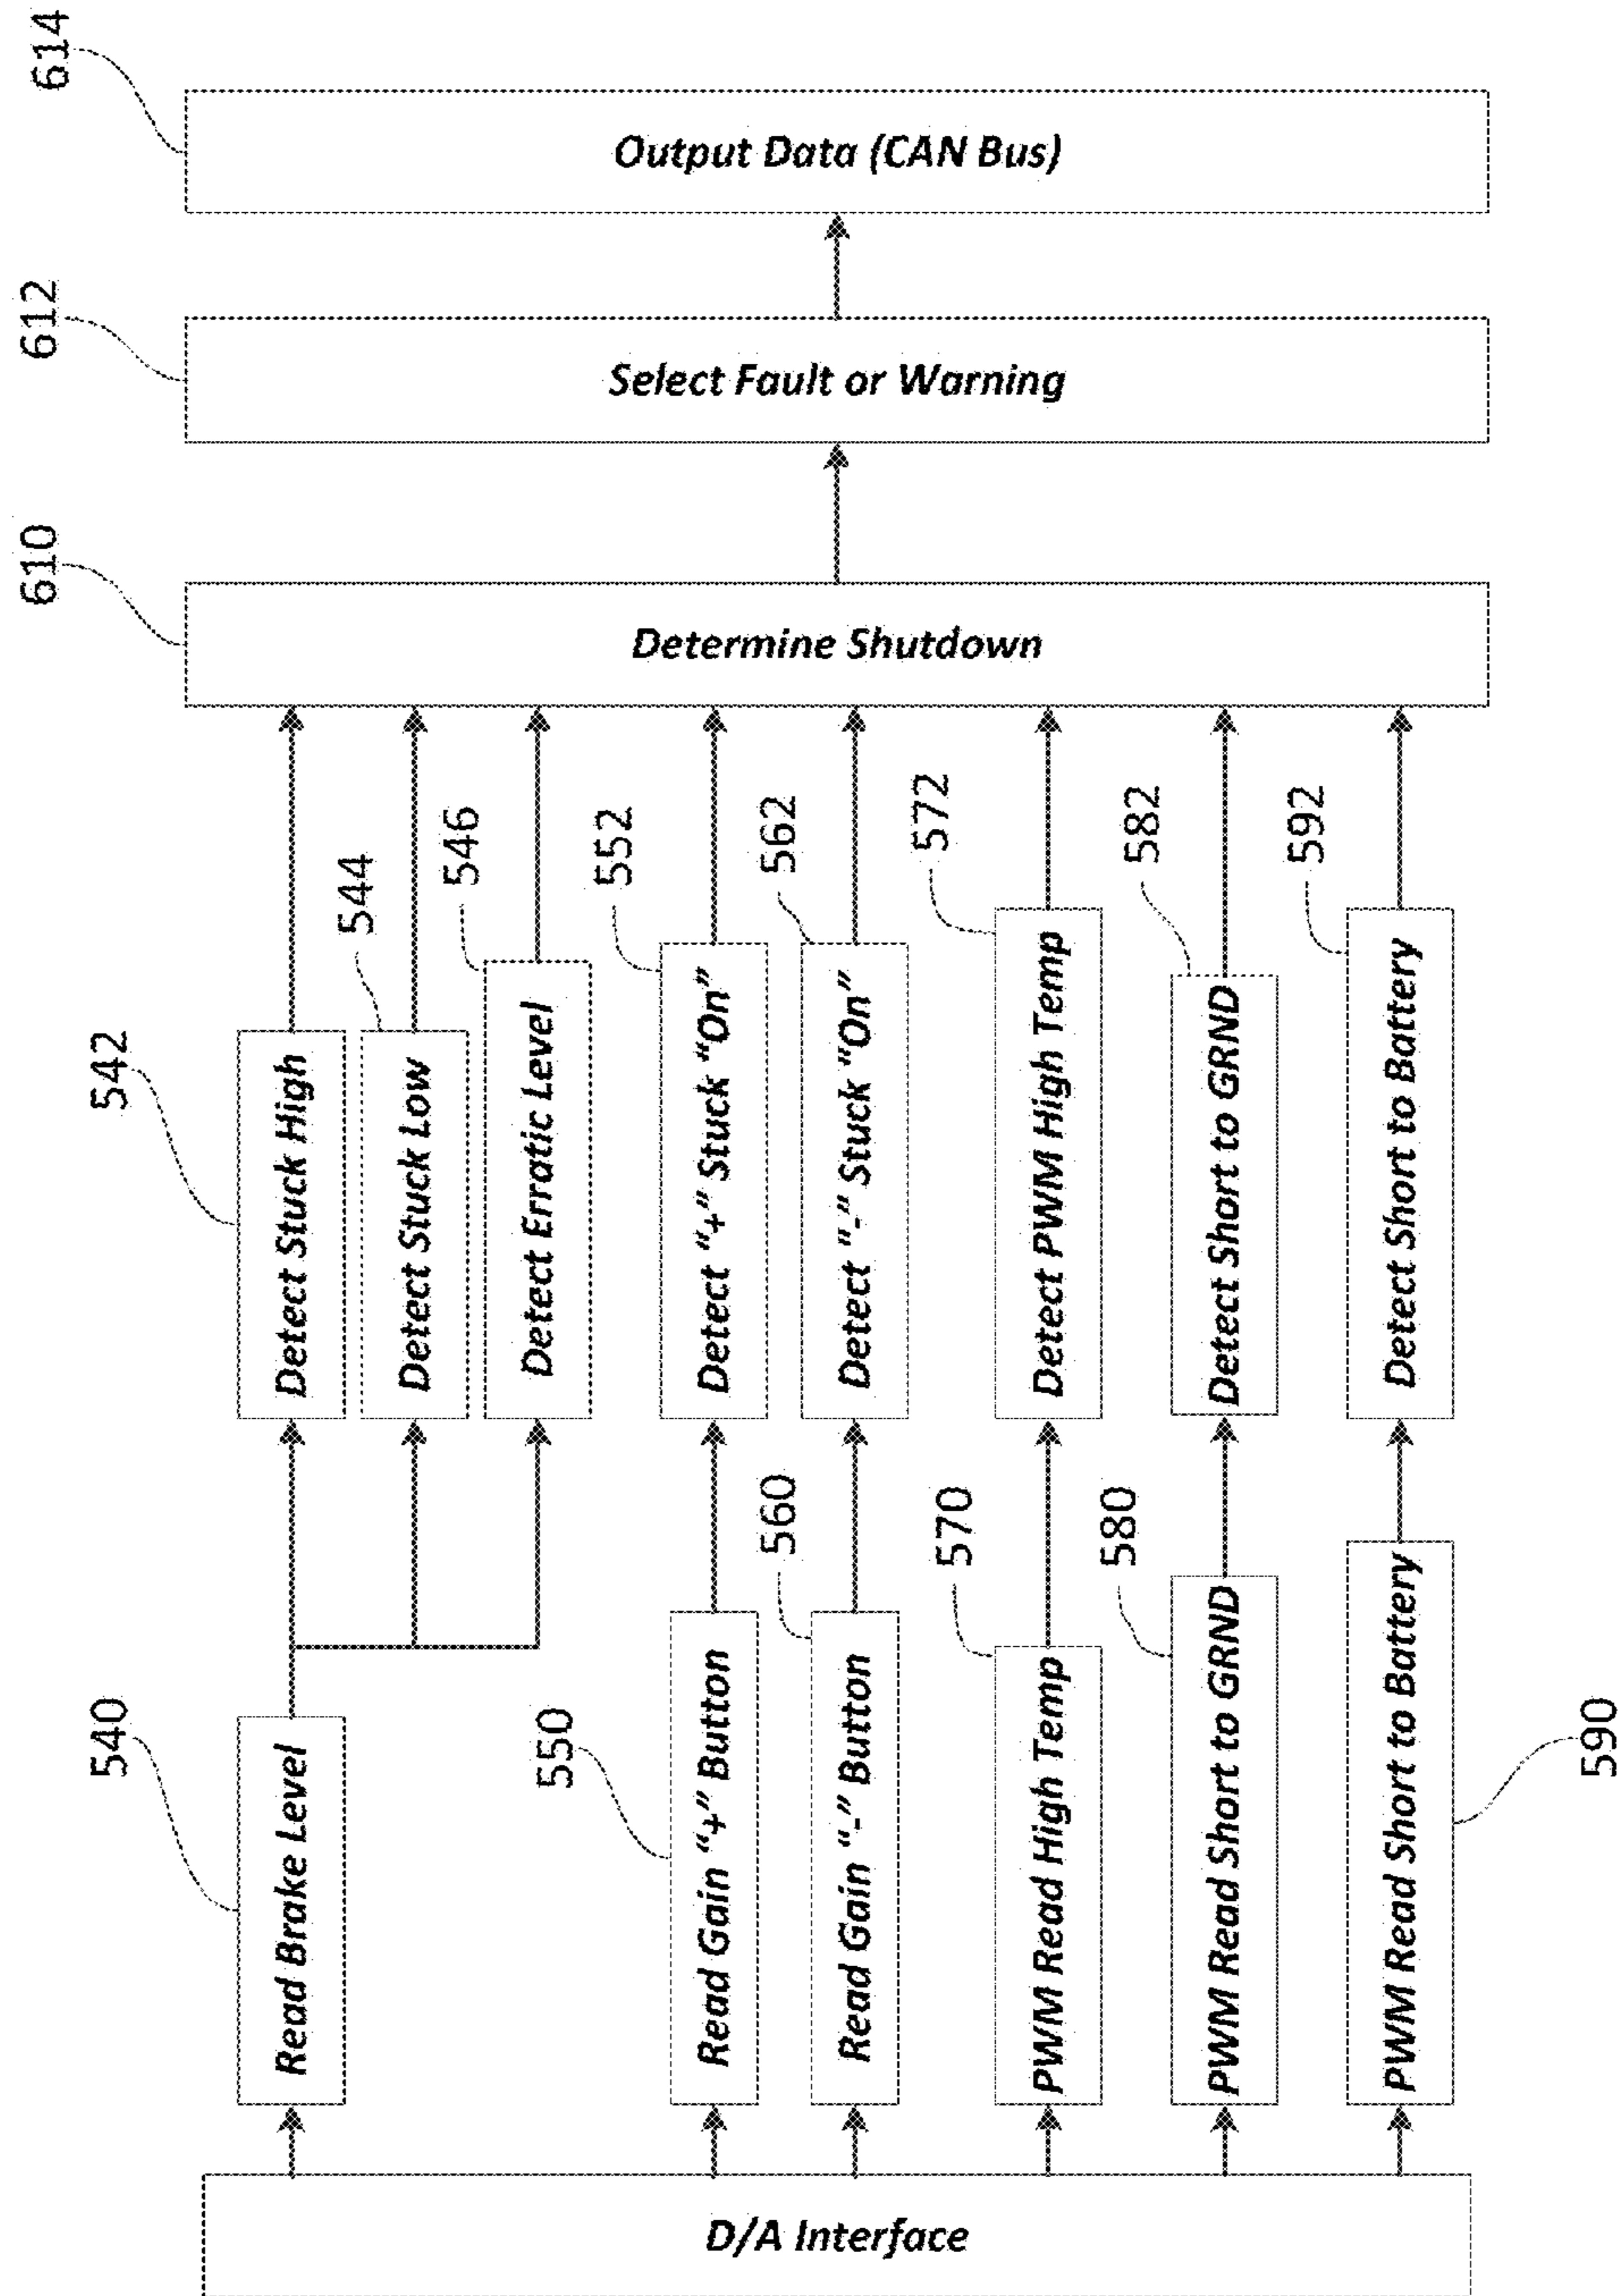 614
Output Data (CAN Bus)
612
Select Fault or Warning
610
Determine Shutdown
542
Detect Stuck High
544
Detect Stuck Low
546
Detect Erratic Level
552
Detect “+” Stuck “On”
562
Detect “-” Stuck “On”
572
Detect PWM High Temp
582
Detect Short to GRND
592
Detect Short to Battery
540
Read Brake Level
550
Read Gain “+” Button
560
Read Gain “-” Button
570
PWM Read High Temp
580
PWM Read Short to GRND
590
PWM Read Short to Battery
D/A Interface